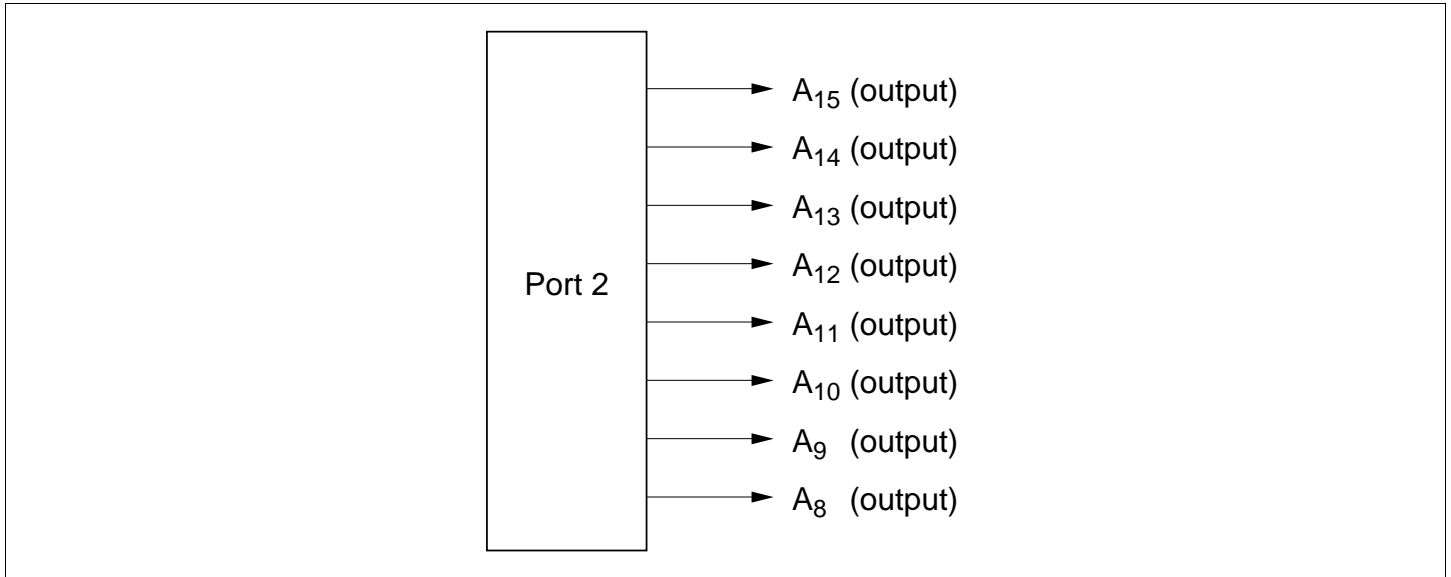 A15 (output)
A14 (output)
A13 (output)
A12 (output)
Port 2
A11 (output)
A10 (output)
A9 (output)
A8 (output)